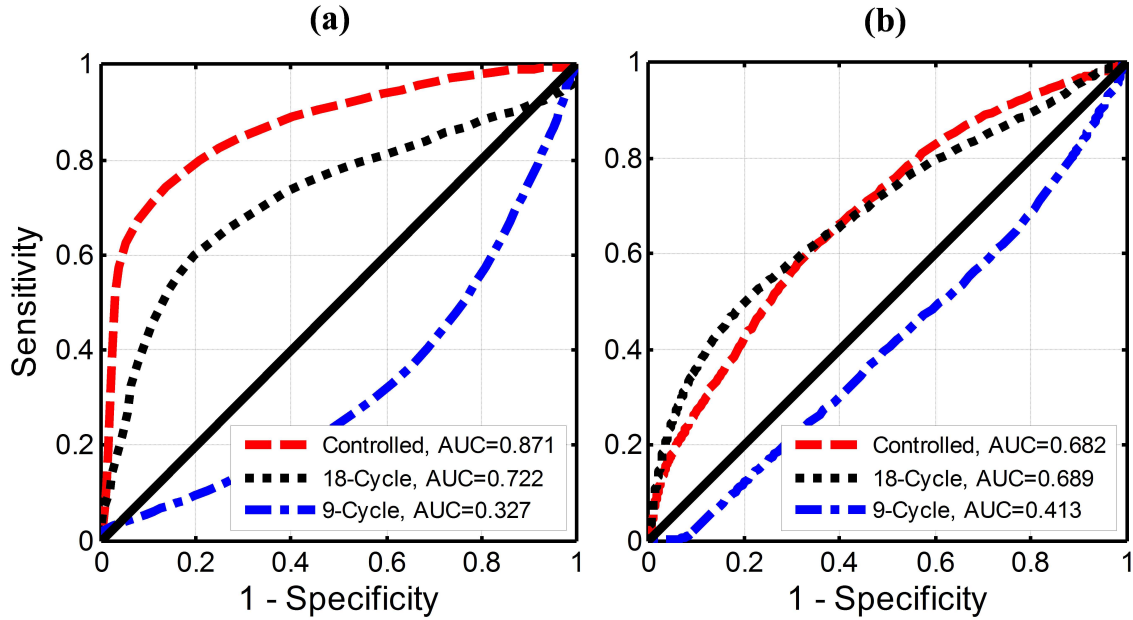 (a)
1
0.8
0.6
0.4
0.2
0
Sensitivity
Controlled, AUC=0.871
18-Cycle, AUC=0.722
9-Cycle, AUC=0.327
0 0.2 0.4 0.6 0.8 1
1 - Specificity
(b)
1
0.8
0.6
0.4
0.2
0
Controlled, AUC=0.682
18-Cycle, AUC=0.689
9-Cycle, AUC=0.413
0 0.2 0.4 0.6 0.8 1
1 - Specificity